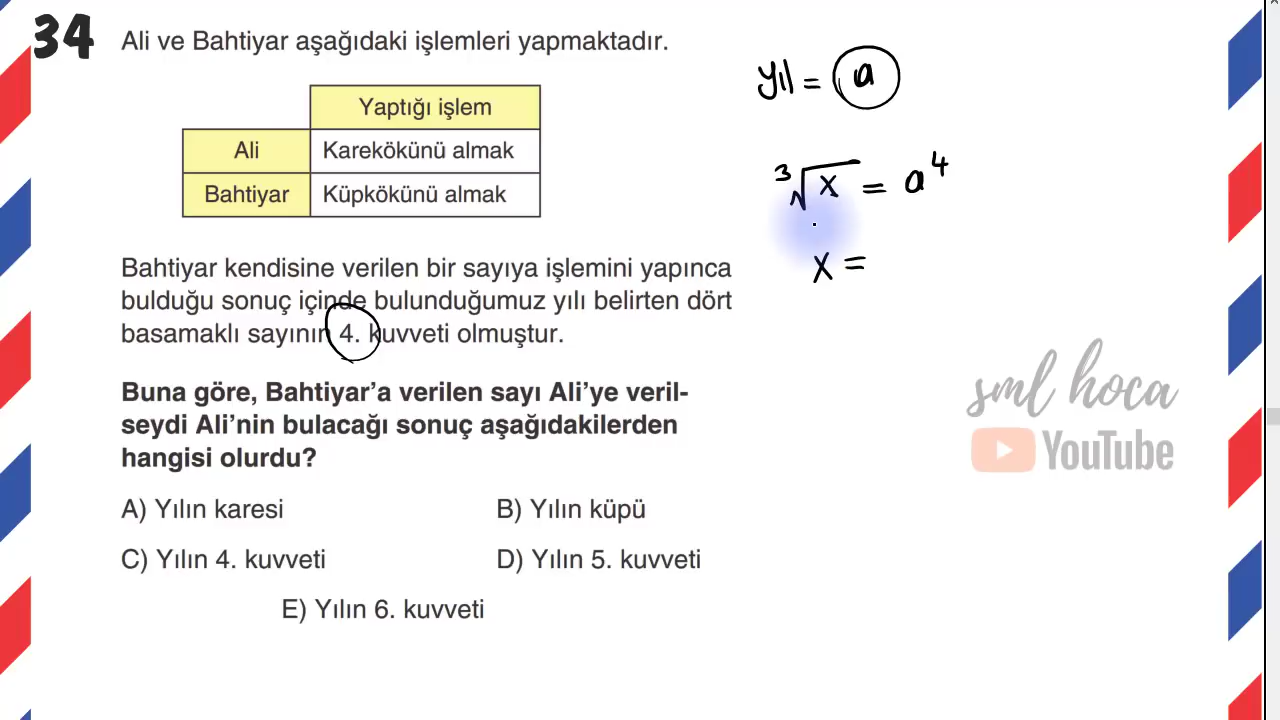 34 Ali ve Bahtiyar aşağıdaki işlemleri yapmaktadır.
Yaptığı işlem
Ali Karekökünü almak
Bahtiyar Küpkökünü almak
Bahtiyar kendisine verilen bir sayıya işlemini yapınca
bulduğu sonuç içinde bulunduğumuz yılı belirten dört
basamaklı sayının 4. kuvveti olmuştur.
Buna göre, Bahtiyar'a verilen sayı Ali'ye veril-
seydi Ali'nin bulacağı sonuç aşağıdakilerden
hangisi olurdu?
A) Yılın karesi B) Yılın küpü
C) Yılın 4. kuvveti D) Yılın 5. kuvveti
E) Yılın 6. kuvveti
yıl = a
∛x = a⁴
x =
sml hoca
YouTube